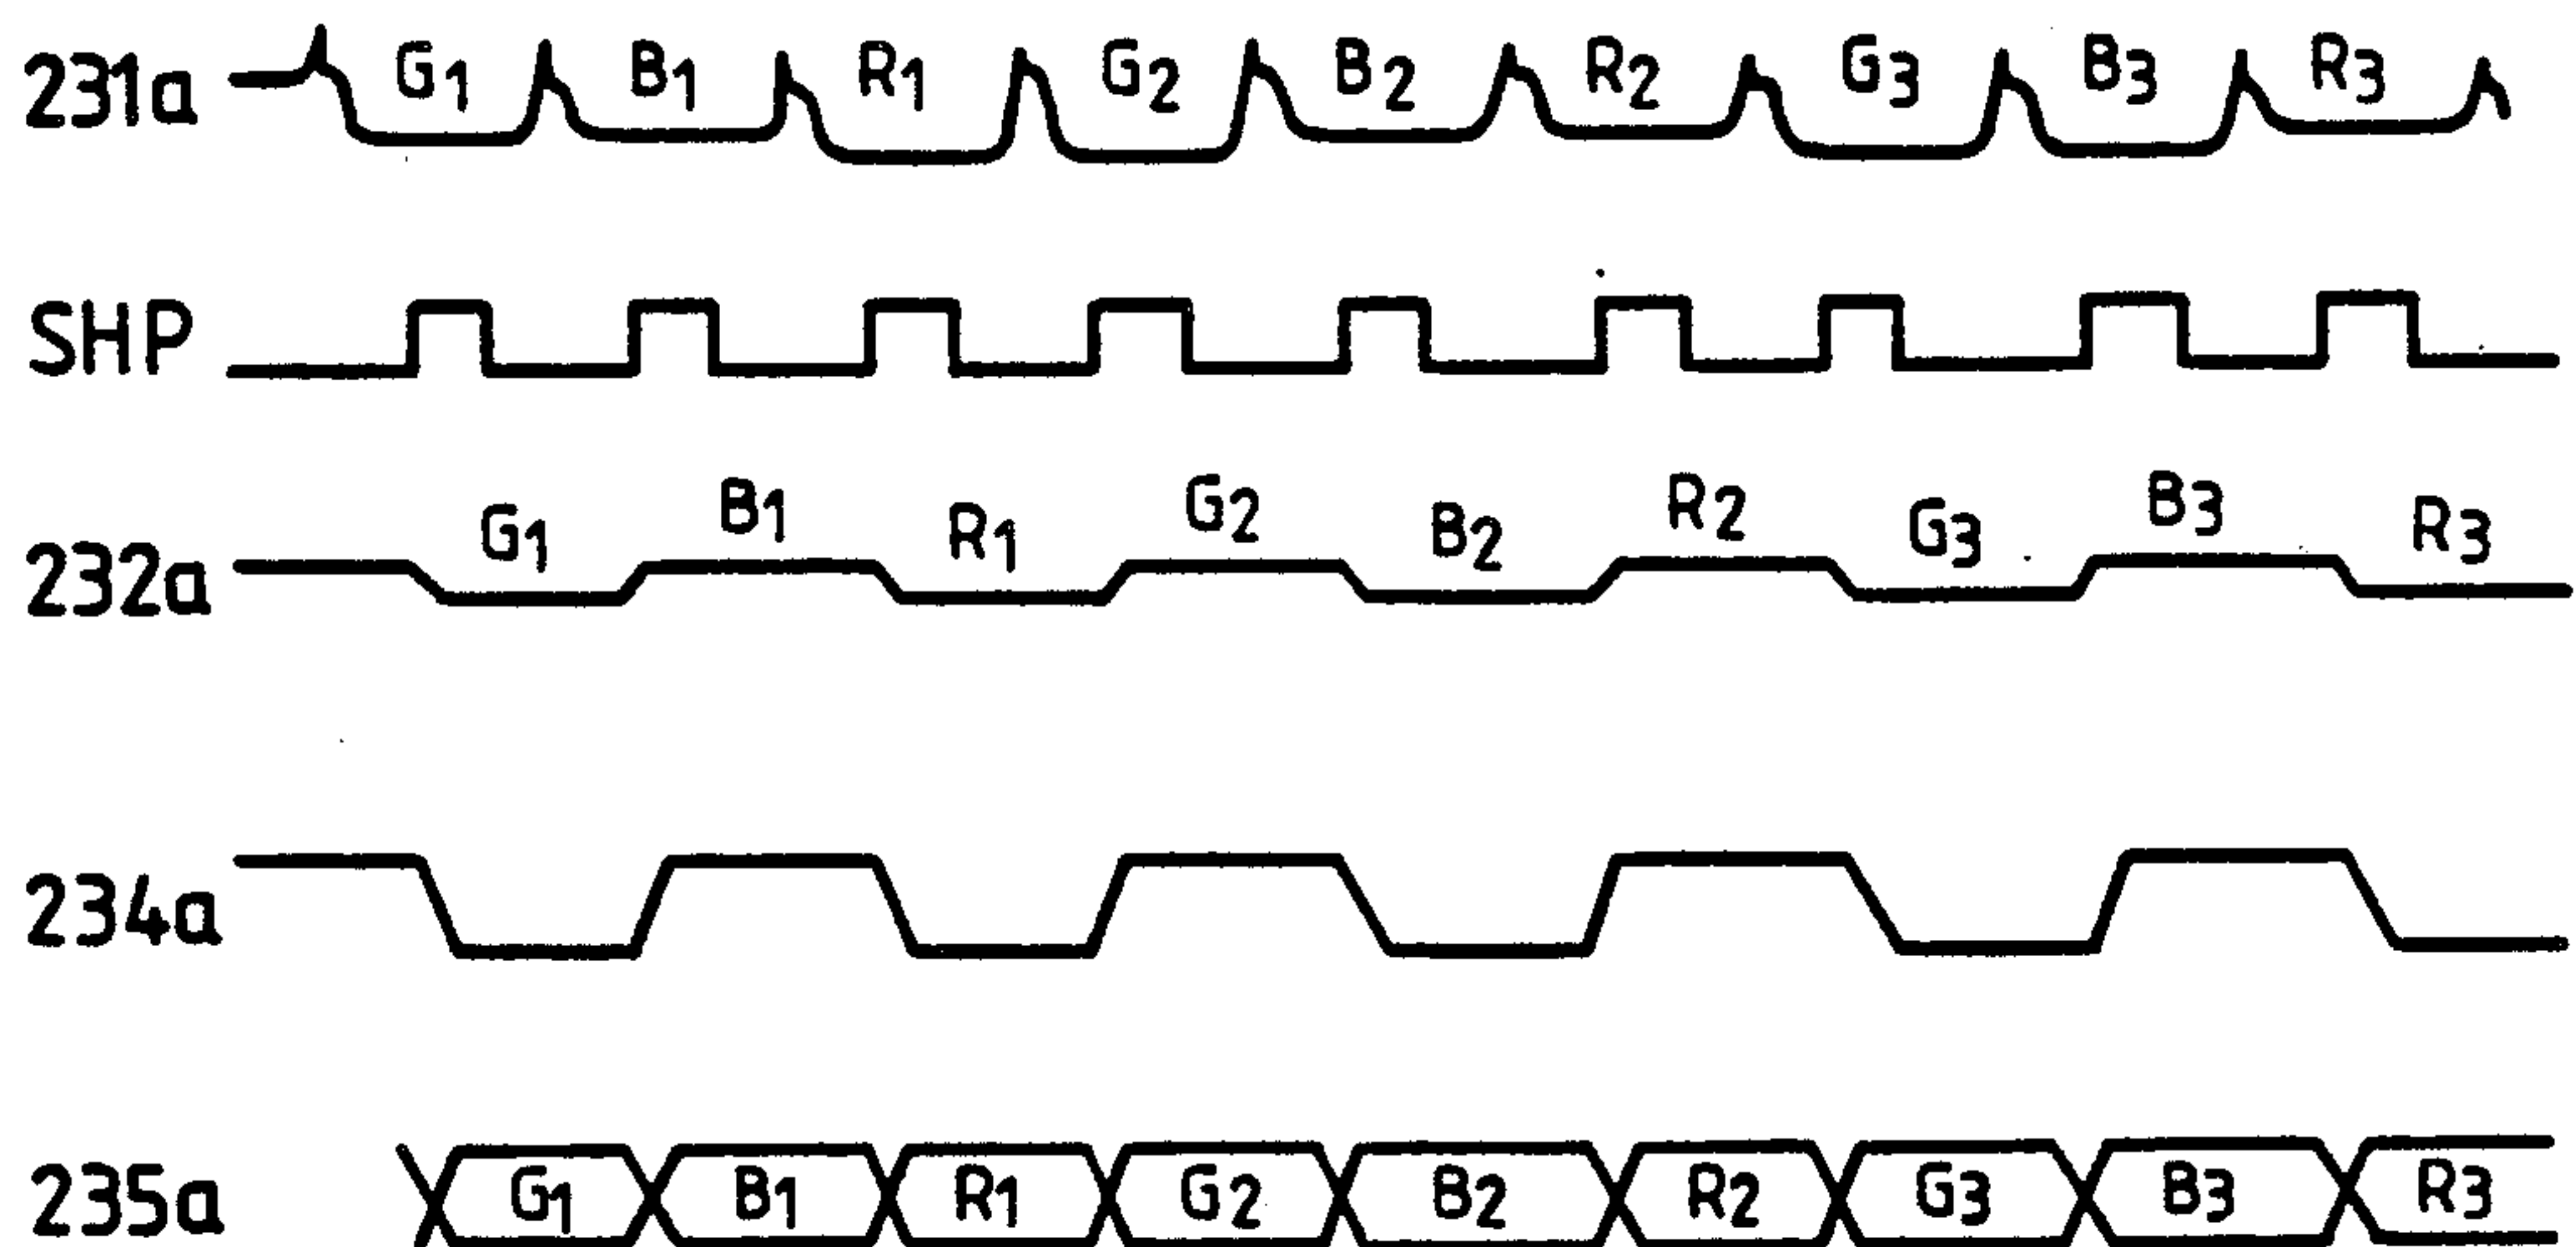 231a G1 B1 R1 G2 B2 R2 G3 B3 R3
SHP
232a G1 B1 R1 G2 B2 R2 G3 B3 R3
234a
235a G1 B1 R1 G2 B2 R2 G3 B3 R3